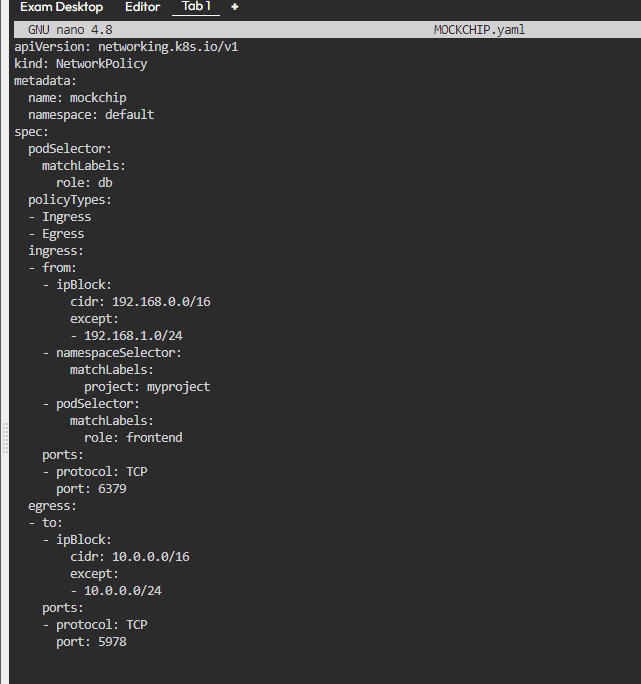 Exam Desktop Editor Tab 1 +
GNU nano 4.8 MOCKCHIP.yaml
apiVersion: networking.k8s.io/v1
kind: NetworkPolicy
metadata:
  name: mockchip
  namespace: default
spec:
  podSelector:
    matchLabels:
      role: db
  policyTypes:
  - Ingress
  - Egress
  ingress:
  - from:
    - ipBlock:
        cidr: 192.168.0.0/16
        except:
        - 192.168.1.0/24
    - namespaceSelector:
        matchLabels:
          project: myproject
    - podSelector:
        matchLabels:
          role: frontend
    ports:
    - protocol: TCP
      port: 6379
  egress:
  - to:
    - ipBlock:
        cidr: 10.0.0.0/16
        except:
        - 10.0.0.0/24
    ports:
    - protocol: TCP
      port: 5978